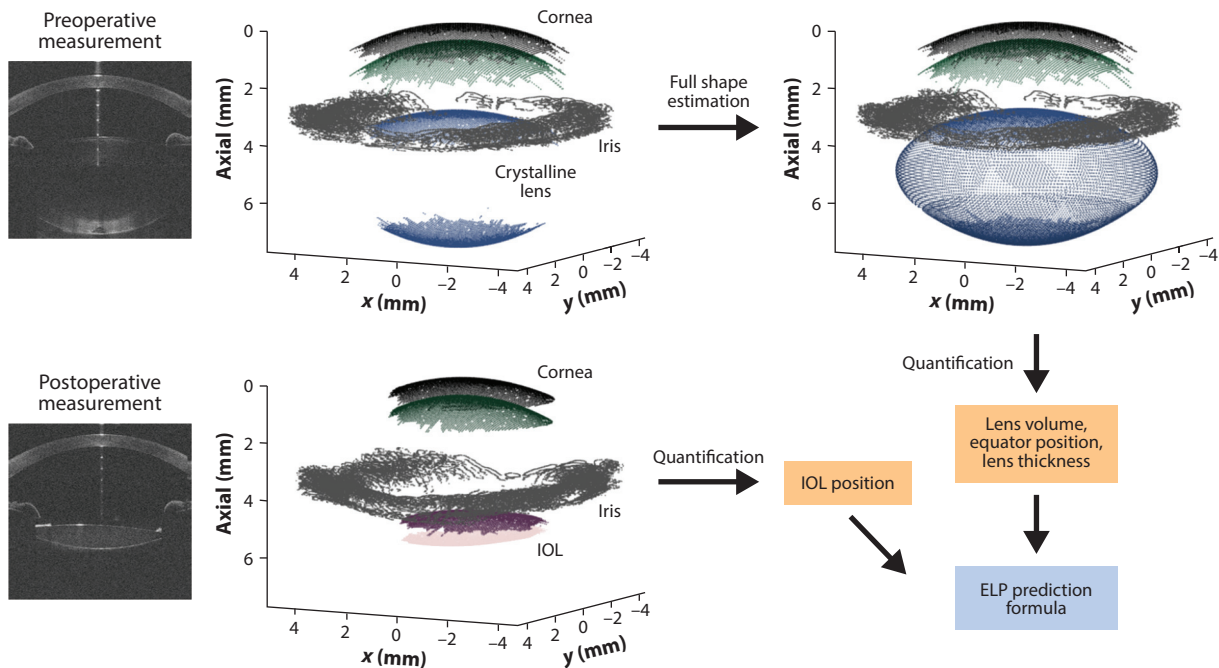 Preoperative
measurement
0
2
4
6
Axial (mm)
4
2
0
–2
–4
x (mm)
4
2
0
–2
–4
y (mm)
Cornea
Iris
Crystalline
lens
Full shape
estimation
0
2
4
6
Axial (mm)
4
2
0
–2
–4
x (mm)
4
2
0
–2
–4
y (mm)
Postoperative
measurement
0
2
4
6
Axial (mm)
4
2
0
–2
–4
x (mm)
4
2
0
–2
–4
y (mm)
Cornea
Iris
IOL
Quantification
IOL position
Quantification
Lens volume,
equator position,
lens thickness
ELP prediction
formula